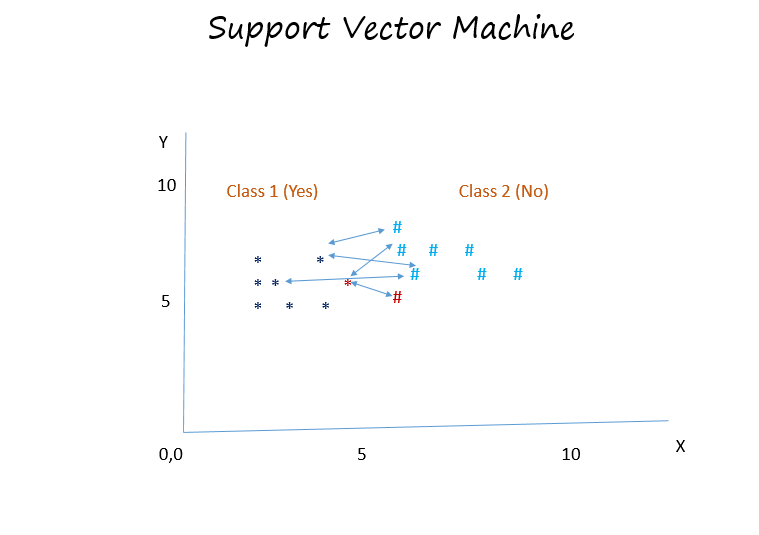 Support Vector Machine
Y
10
Class 1 (Yes)
Class 2 (No)
#
# # #
* *
# # #
* * *
5
#
* * *
X
0,0
5
10